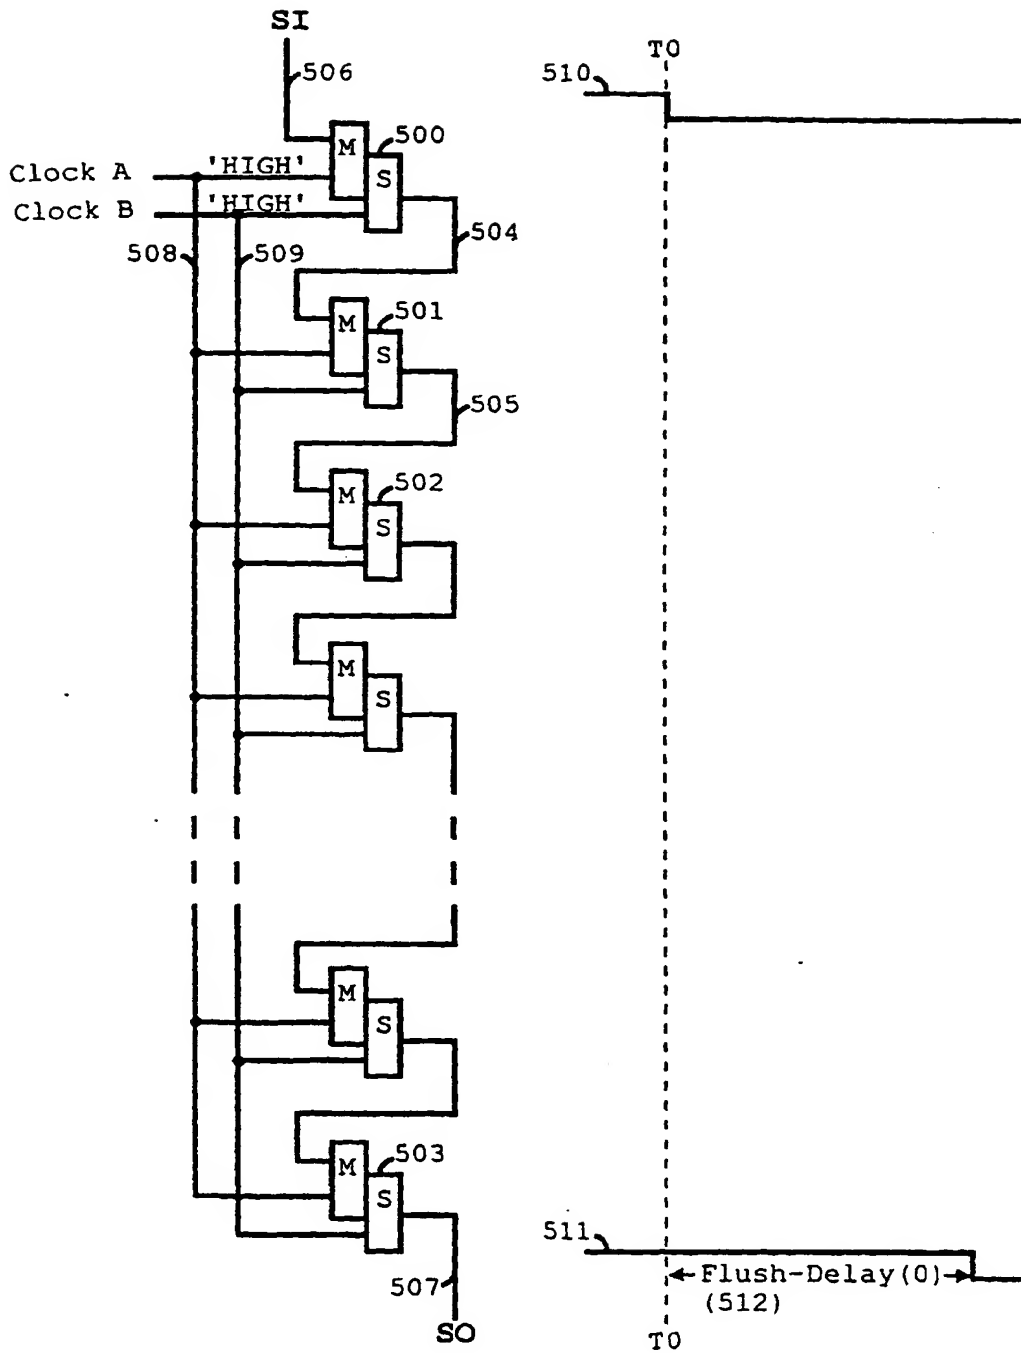 SI
506
TO
510
M
500
S
Clock A
'HIGH'
Clock B
'HIGH'
508
509
504
M
501
S
505
M
502
S
M
S
M
S
M
503
S
507
SO
511
Flush-Delay(0)
(512)
TO